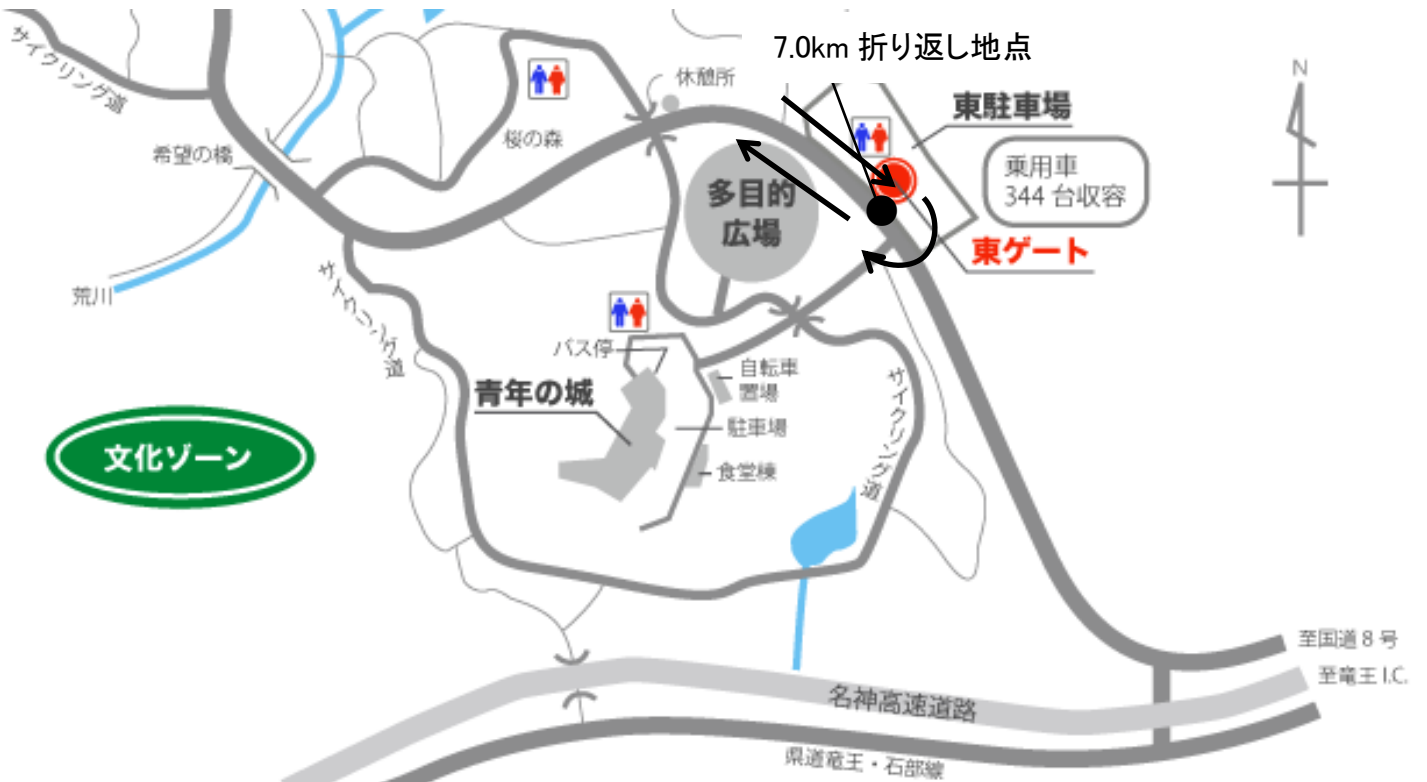 7.0km 折り返し地点
サイクリング道
休憩所
N
東駐車場
桜の森
希望の橋
乗用車
344 台収容
多目的
広場
東ゲート
荒川
サイクリング道
バス停
自転車
置場
青年の城
サイクリング道
駐車場
文化ゾーン
食堂棟
至国道 8 号
至竜王 I.C.
名神高速道路
県道竜王・石部線